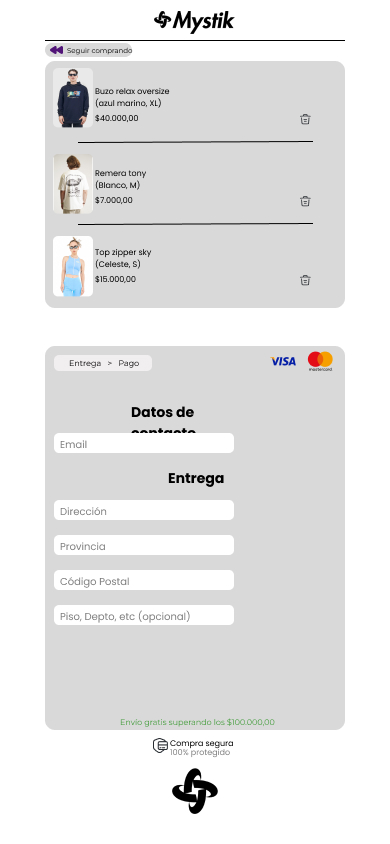 Mystik
Seguir comprando
Buzo relax oversize
(azul marino, XL)
$40.000,00
Remera tony
(Blanco, M)
$7.000,00
Top zipper sky
(Celeste, S)
$15.000,00
Entrega > Pago
VISA
mastercard
Datos de
contacto
Email
Entrega
Dirección
Provincia
Código Postal
Piso, Depto, etc (opcional)
Envío gratis superando los $100.000,00
Compra segura
100% protegido